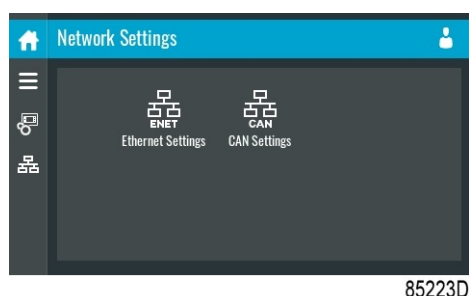 Network Settings
ENET
CAN
Ethernet Settings
CAN Settings
85223D